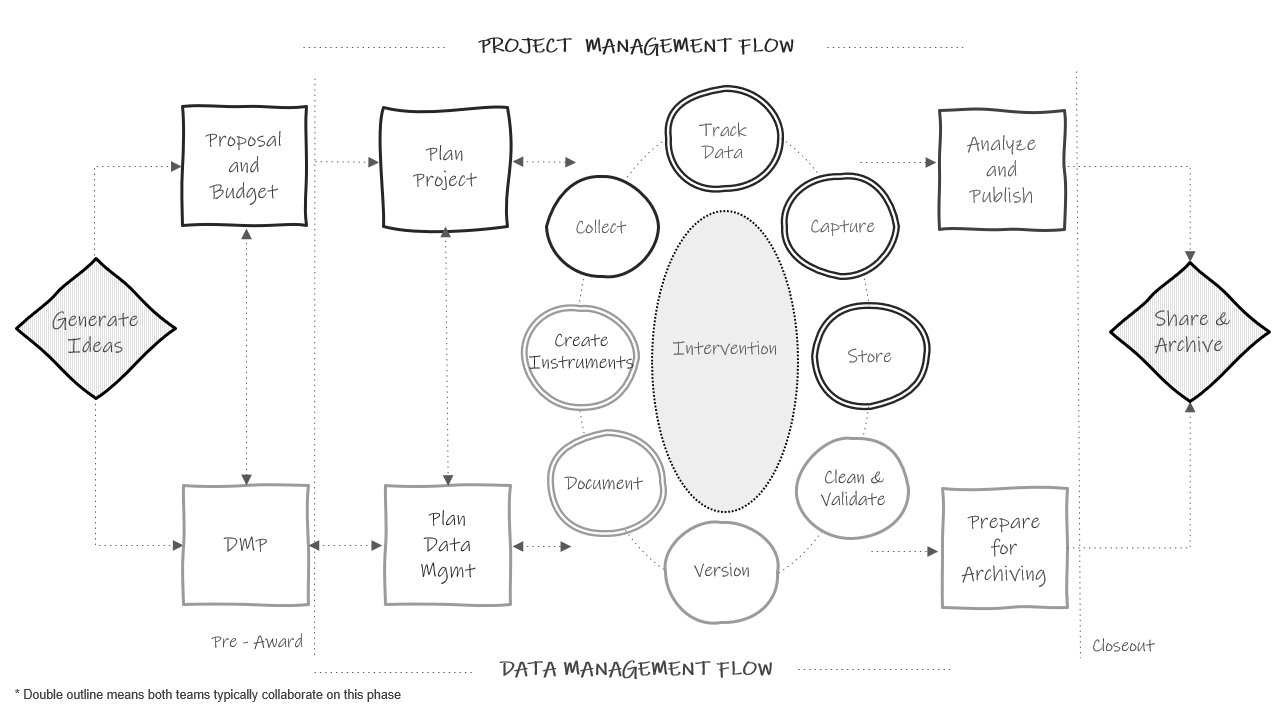 PROJECT MANAGEMENT FLOW
Proposal
and
Budget
Plan
Project
Track
Data
Collect
Capture
Analyze
and
Publish
Generate
Ideas
Create
Instruments
Intervention
Store
Share &
Archive
DMP
Plan
Data
Mgmt
Document
Version
Clean &
Validate
Prepare
for
Archiving
Pre - Award
Closeout
DATA MANAGEMENT FLOW
* Double outline means both teams typically collaborate on this phase